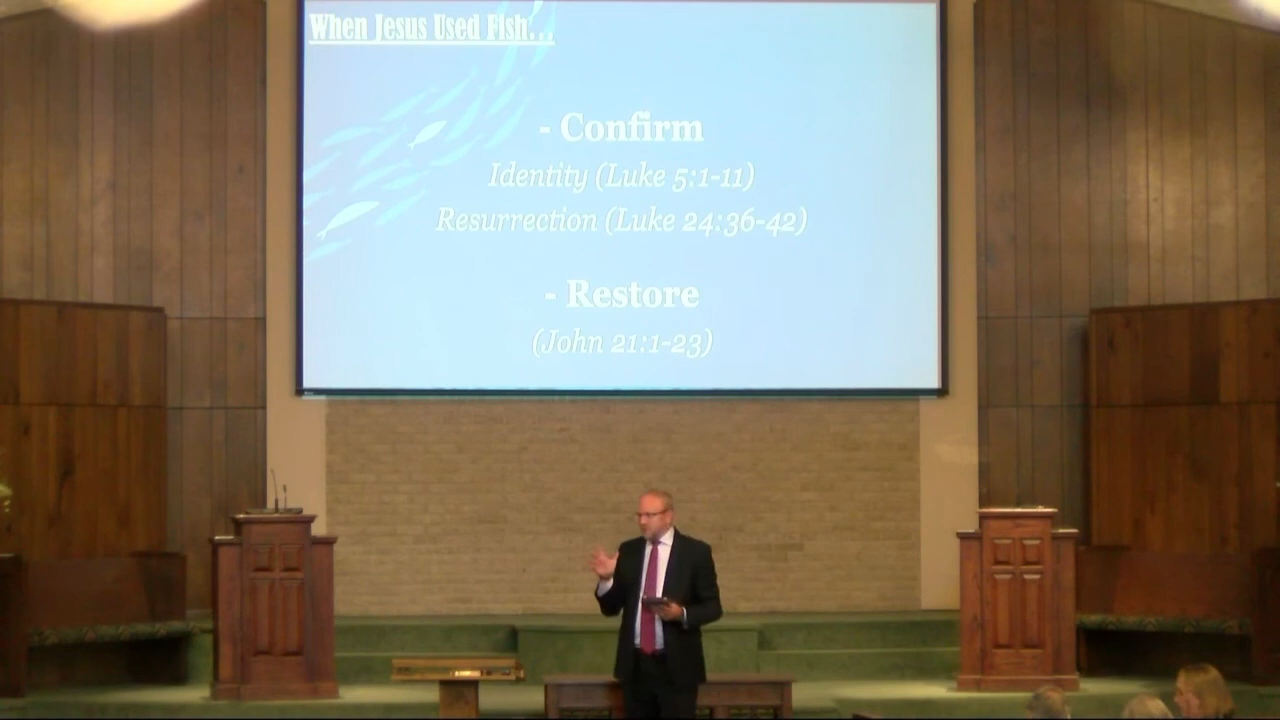 When Jesus Used Fish...
- Confirm
Identity (Luke 5:1-11)
Resurrection (Luke 24:36-42)
- Restore
(John 21:1-23)